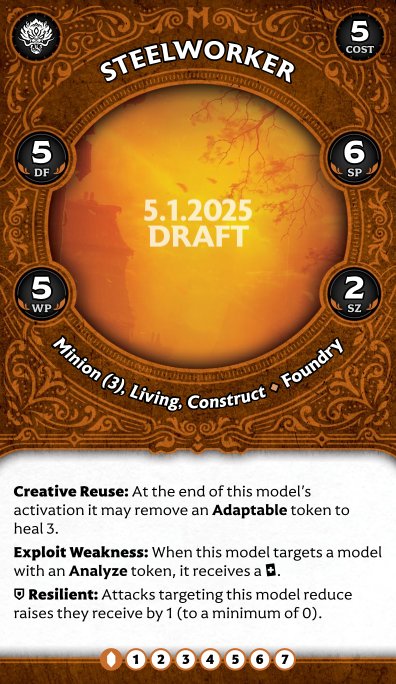 5
COST
STEELWORKER
5
DF
6
SP
5.1.2025
DRAFT
5
WP
2
SZ
Minion (3), Living, Construct ⬥ Foundry
Creative Reuse: At the end of this model's
activation it may remove an Adaptable token to
heal 3.
Exploit Weakness: When this model targets a model
with an Analyze token, it receives a .
Resilient: Attacks targeting this model reduce
raises they receive by 1 (to a minimum of 0).
1 2 3 4 5 6 7